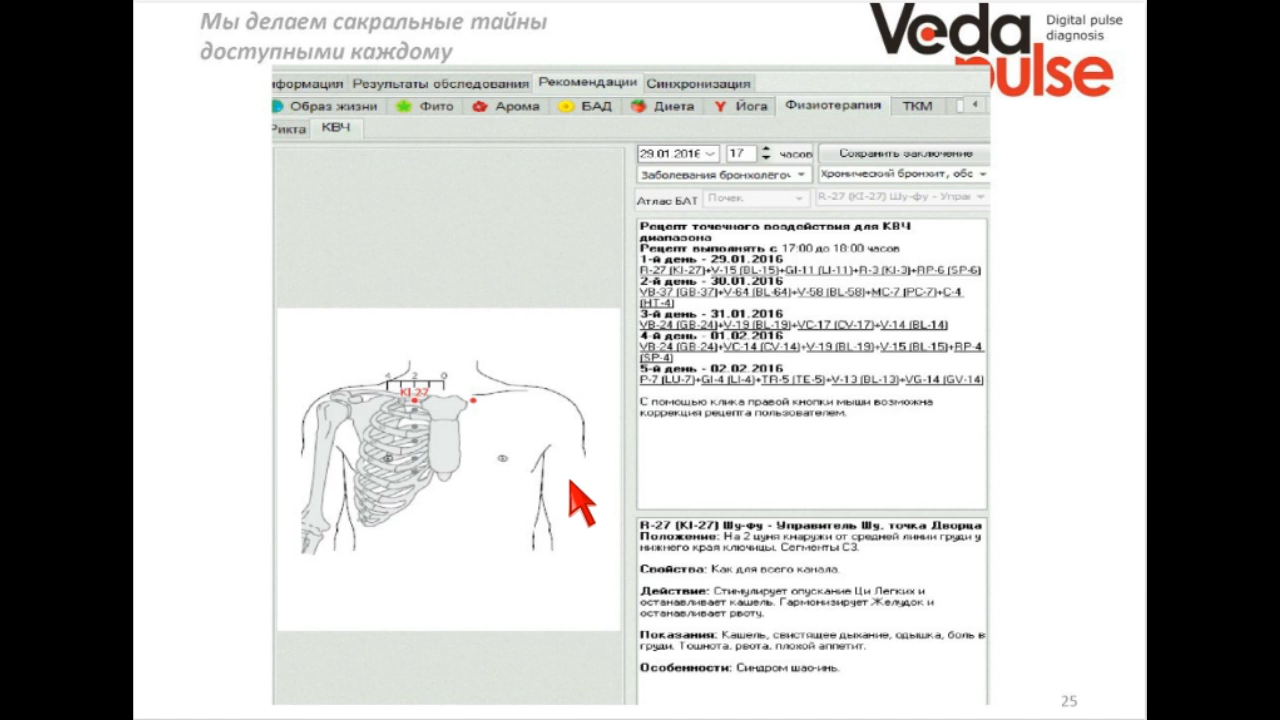 Мы делаем сакральные тайны
доступными каждому
Veda pulse
Digital pulse
diagnosis
нформация Результаты обследования Рекомендации Синхронизация
Образ жизни Фито Арома БАД Диета Йога Физиотерапия ТКМ
Рикта КВЧ
29.01.2016 17 часов Сохранить заключение
Заболевания бронхолёгоч Хронический бронхит, обс
Атлас БАТ Почек R-27 (KI-27) Шу-фу - Упра
Рецепт точечного воздействия для КВЧ
диапазона
Рецепт выполнять с 17:00 до 18:00 часов
1-й день - 29.01.2016
R-27 (KI-27)+V-15 (BL-15)+GI-11 (LI-11)+R-3 (KI-3)+RP-6 (SP-6)
2-й день - 30.01.2016
VB-37 (GB-37)+V-64 (BL-64)+V-58 (BL-58)+MC-7 (PC-7)+C-4
(HT-4)
3-й день - 31.01.2016
VB-24 (GB-24)+V-19 (BL-19)+VC-17 (CV-17)+V-14 (BL-14)
4-й день - 01.02.2016
VB-24 (GB-24)+VC-14 (CV-14)+V-19 (BL-19)+V-15 (BL-15)+RP-4
(SP-4)
5-й день - 02.02.2016
P-7 (LU-7)+GI-4 (LI-4)+TR-5 (TE-5)+V-13 (BL-13)+VG-14 (GV-14)
С помощью клика правой кнопки мыши возможна
коррекция рецепта пользователем.
4 2 0
KI-27
R-27 (KI-27) Шу-фу - Управитель Шу, точка Дворца
Положение: На 2 цуня кнаружи от средней линии груди у
нижнего края ключицы. Сегменты С3.
Свойства: Как для всего канала.
Действие: Стимулирует опускание Ци Легких и
останавливает кашель. Гармонизирует Желудок и
останавливает рвоту.
Показания: Кашель, свистящее дыхание, одышка, боль в
груди. Тошнота, рвота, плохой аппетит.
Особенности: Синдром шао-инь.
25